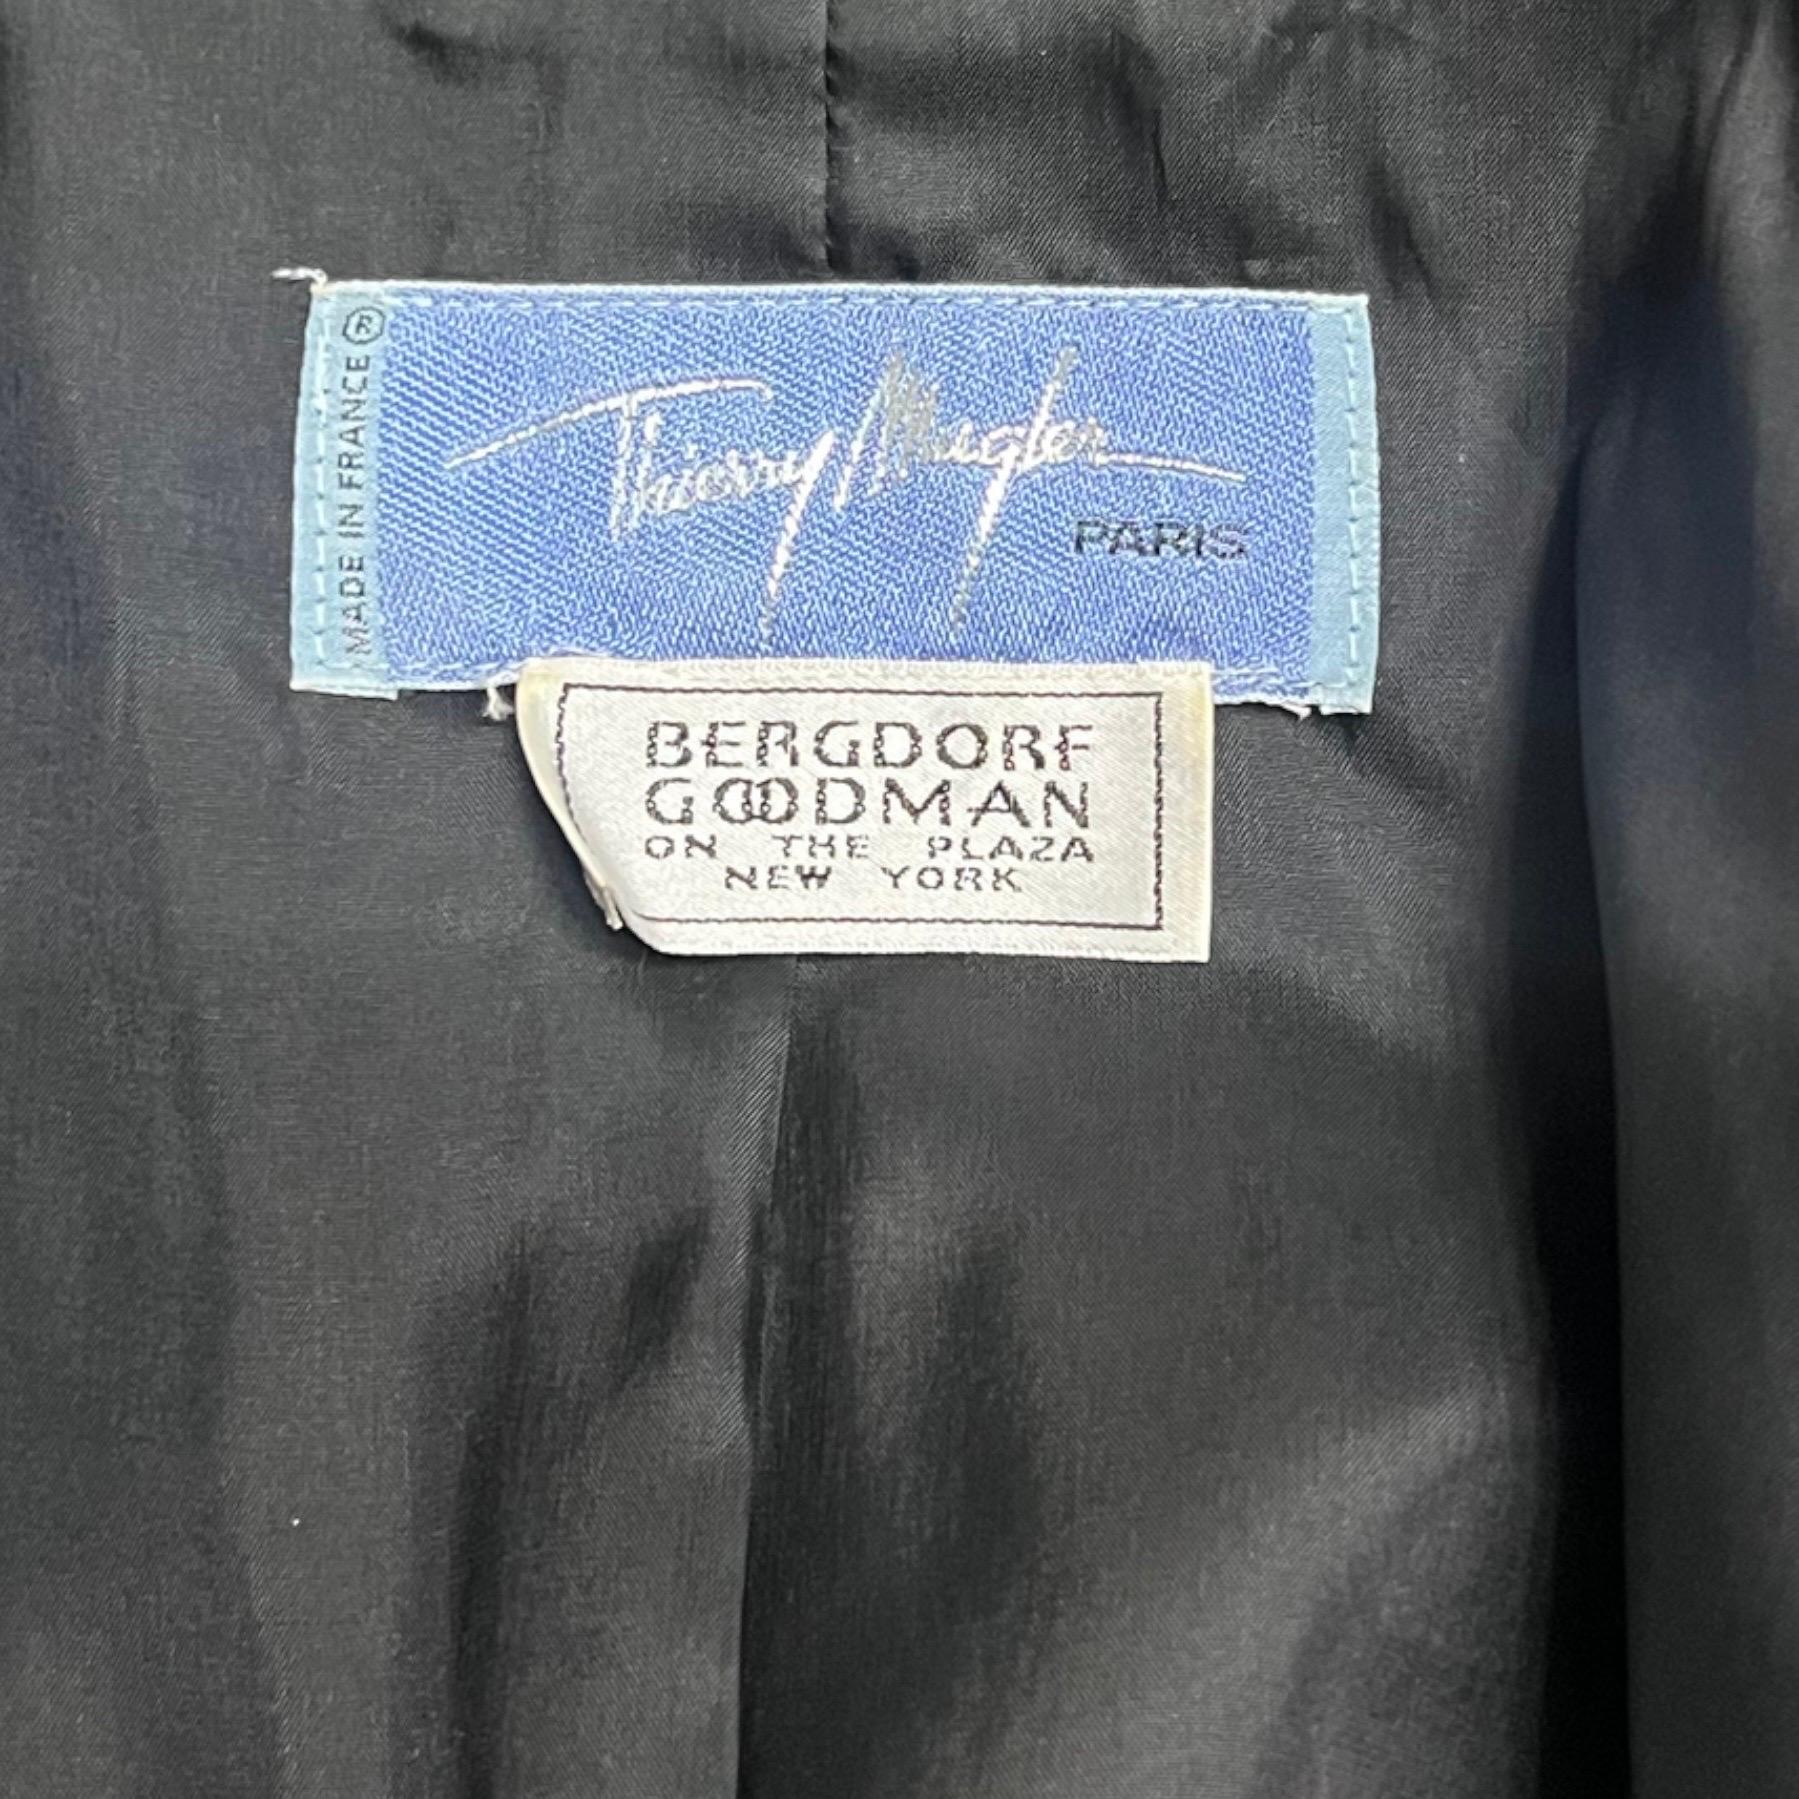 MADE IN FRANCE ®
Thierry Mugler
PARIS
BERGDORF
GOODMAN
ON THE PLAZA
NEW YORK